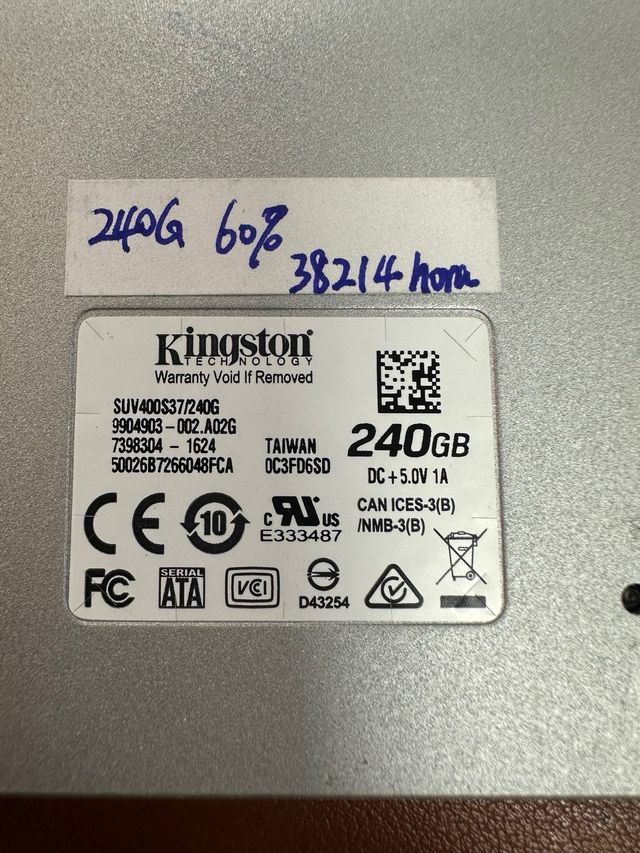 240G 60%
38214 hora
Kingston
TECHNOLOGY
Warranty Void If Removed
SUV400S37/240G
9904903-002.A02G
7398304 - 1624 TAIWAN
50026B7266048FCA 0C3FD6SD
240GB
DC+5.0V 1A
CE 10 c RU US
E333487
CAN ICES-3(B)
/NMB-3(B)
FC SERIAL ATA VCI D43254